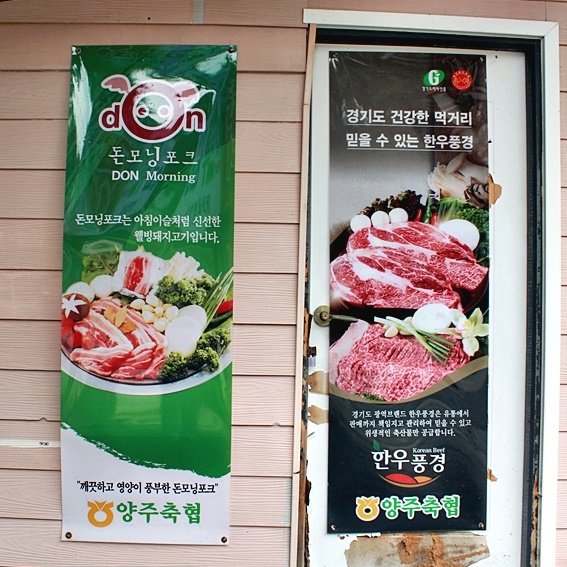 don
돈모닝포크
DON Morning
돈모닝포크는 아침이슬처럼 신선한
웰빙돼지고기입니다.
"깨끗하고 영양이 풍부한 돈모닝포크"
양주축협
G
경기도 건강한 먹거리
믿을 수 있는 한우풍경
경기도 광역브랜드 한우풍경은 유통에서
판매까지 책임지고 관리하여 믿을 수 있고
위생적인 축산물만 공급합니다.
Korean Beef
한우풍경
양주축협